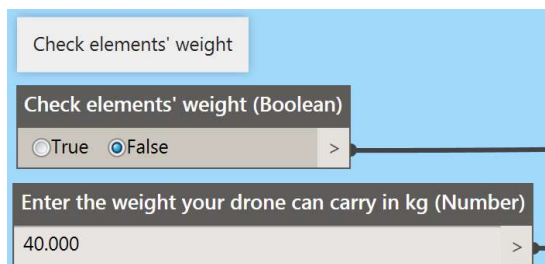 Check elements' weight
Check elements' weight (Boolean)
True False >
Enter the weight your drone can carry in kg (Number)
40.000 >